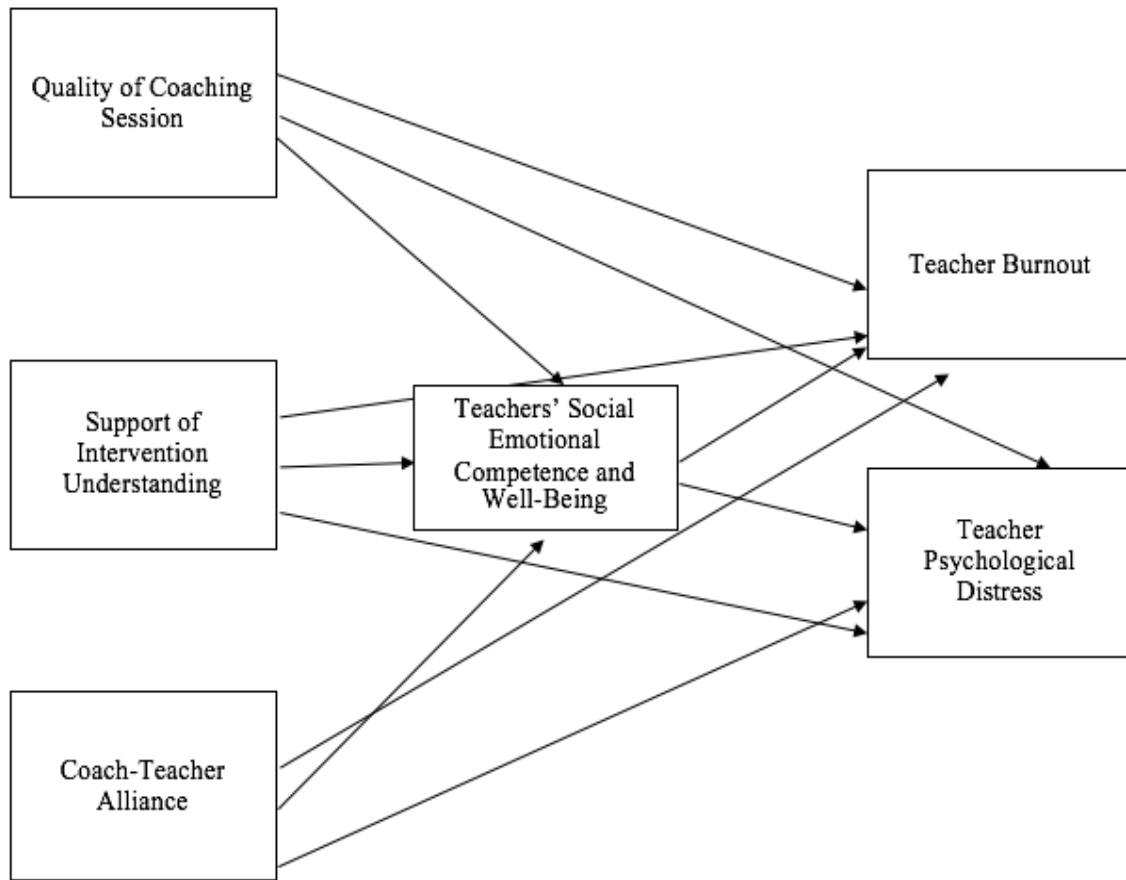 Quality of Coaching
Session
Teacher Burnout
Support of
Intervention
Understanding
Teachers’ Social
Emotional
Competence and
Well-Being
Teacher
Psychological
Distress
Coach-Teacher
Alliance